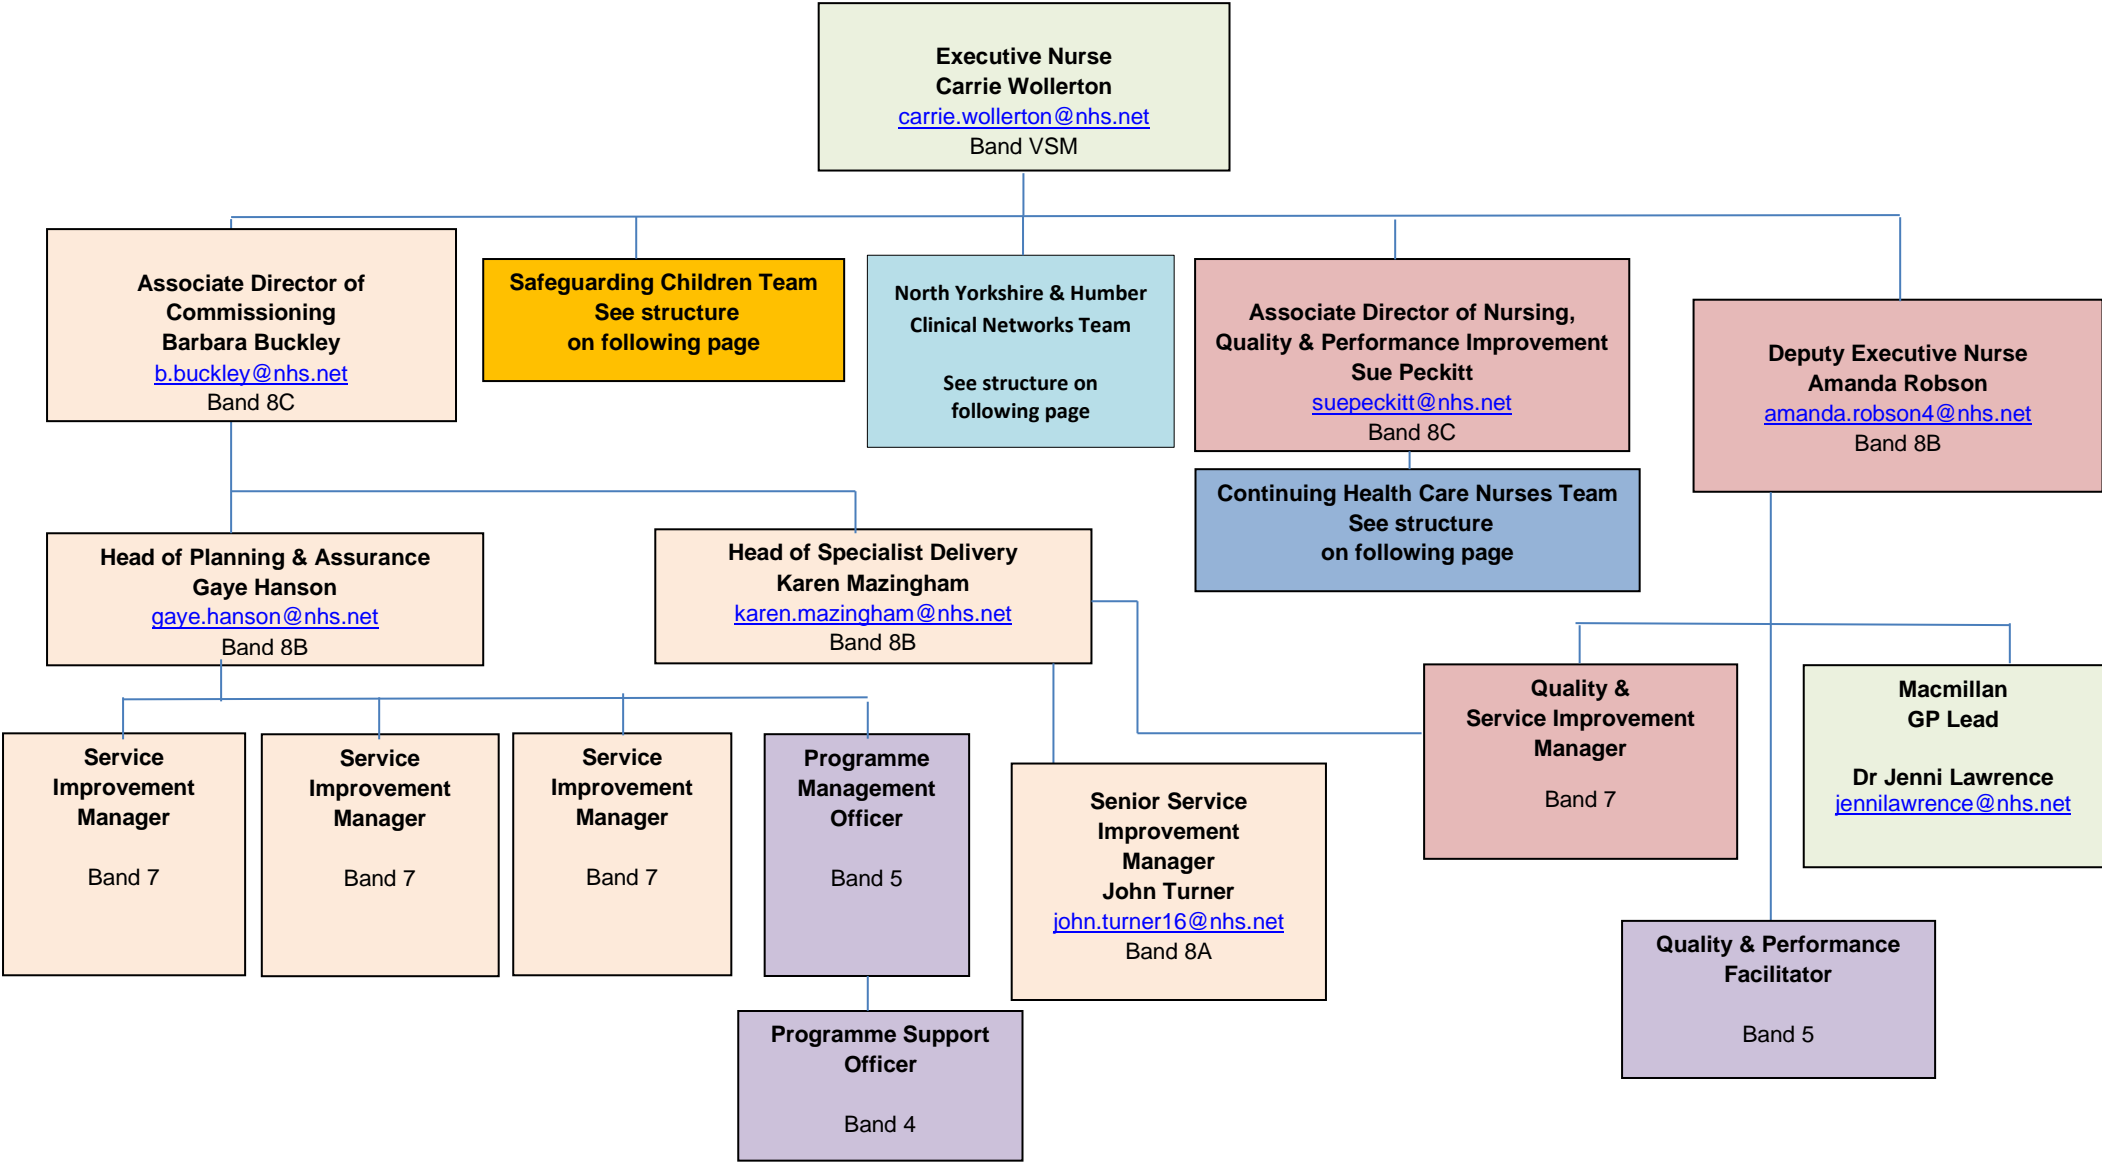 Executive Nurse
Carrie Wollerton
carrie.wollerton@nhs.net
Band VSM
Associate Director of
Commissioning
Barbara Buckley
b.buckley@nhs.net
Band 8C
Safeguarding Children Team
See structure
on following page
North Yorkshire & Humber
Clinical Networks Team
See structure on
following page
Associate Director of Nursing,
Quality & Performance Improvement
Sue Peckitt
suepeckitt@nhs.net
Band 8C
Deputy Executive Nurse
Amanda Robson
amanda.robson4@nhs.net
Band 8B
Continuing Health Care Nurses Team
See structure
on following page
Head of Planning & Assurance
Gaye Hanson
gaye.hanson@nhs.net
Band 8B
Head of Specialist Delivery
Karen Mazingham
karen.mazingham@nhs.net
Band 8B
Service
Improvement
Manager
Band 7
Service
Improvement
Manager
Band 7
Service
Improvement
Manager
Band 7
Programme
Management
Officer
Band 5
Senior Service
Improvement
Manager
John Turner
john.turner16@nhs.net
Band 8A
Quality &
Service Improvement
Manager
Band 7
Macmillan
GP Lead
Dr Jenni Lawrence
jennilawrence@nhs.net
Quality & Performance
Facilitator
Band 5
Programme Support
Officer
Band 4